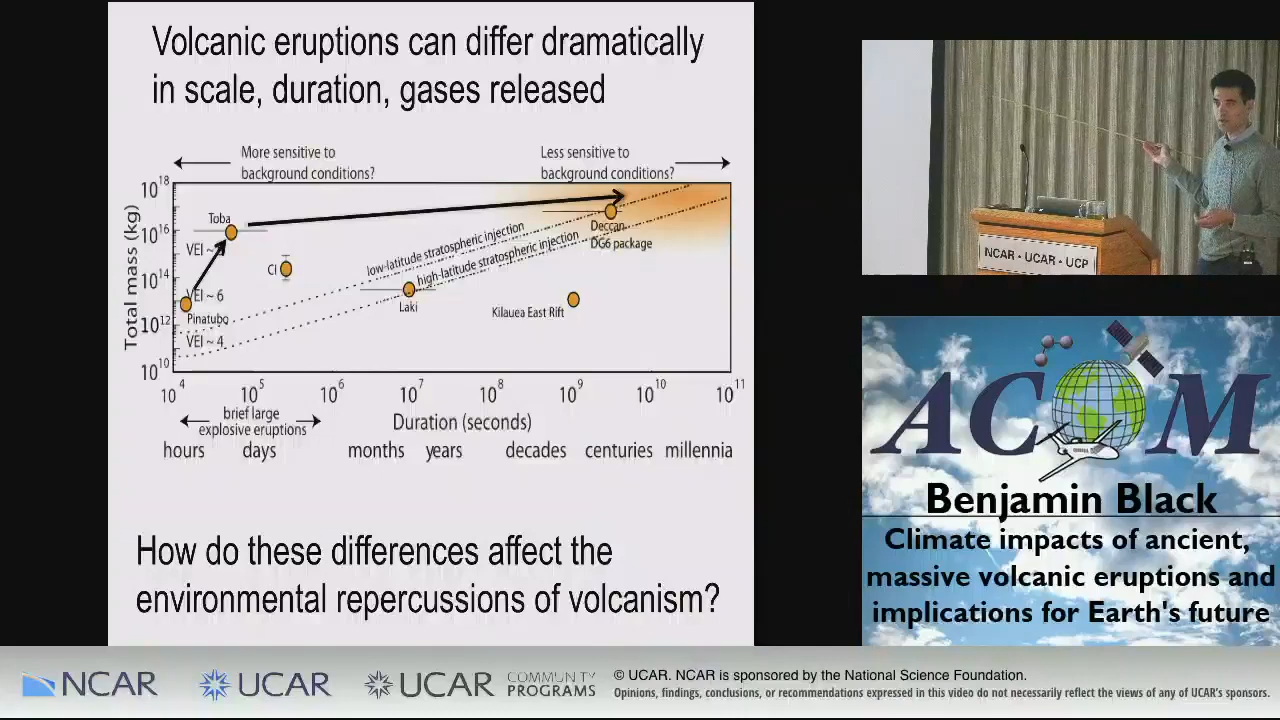 Volcanic eruptions can differ dramatically
in scale, duration, gases released
More sensitive to
background conditions?
Less sensitive to
background conditions?
Total mass (kg)
10^18
10^16
10^14
10^12
10^10
Toba
VEI ~
CI
VEI ~ 6
Pinatubo
VEI ~ 4
low-latitude stratospheric injection
high-latitude stratospheric injection
Laki
Deccan
DG6 package
Kilauea East Rift
10^4 10^5 10^6 10^7 10^8 10^9 10^10 10^11
brief large
explosive eruptions
Duration (seconds)
hours days months years decades centuries millennia
How do these differences affect the
environmental repercussions of volcanism?
NCAR • UCAR • UCP
ACOM
Benjamin Black
Climate impacts of ancient,
massive volcanic eruptions and
implications for Earth's future
NCAR
UCAR
UCAR COMMUNITY PROGRAMS
© UCAR. NCAR is sponsored by the National Science Foundation.
Opinions, findings, conclusions, or recommendations expressed in this video do not necessarily reflect the views of any of UCAR's sponsors.